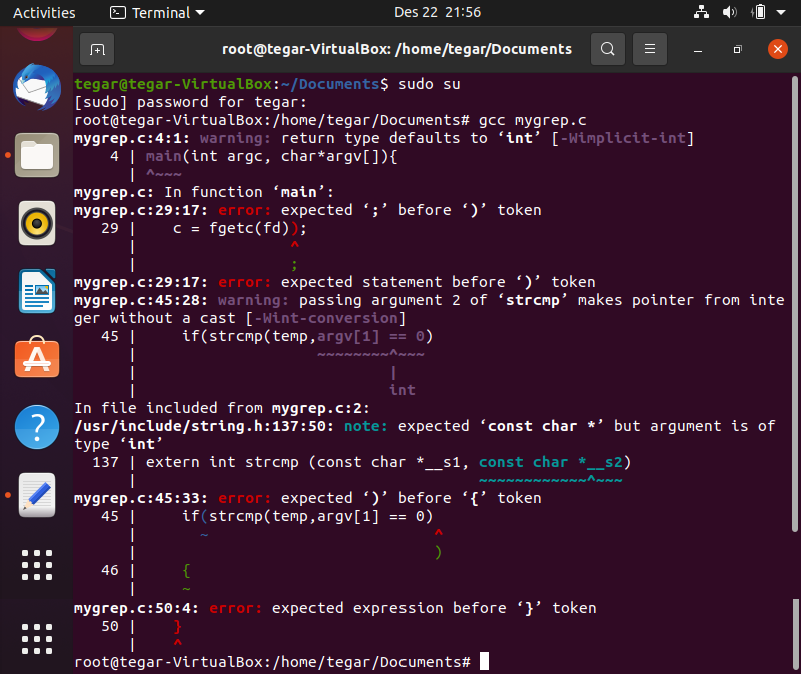 Activities Terminal Des 22 21:56
root@tegar-VirtualBox: /home/tegar/Documents
tegar@tegar-VirtualBox:~/Documents$ sudo su
[sudo] password for tegar:
root@tegar-VirtualBox:/home/tegar/Documents# gcc mygrep.c
mygrep.c:4:1: warning: return type defaults to ‘int’ [-Wimplicit-int]
    4 | main(int argc, char*argv[]){
      | ^~~~
mygrep.c: In function ‘main’:
mygrep.c:29:17: error: expected ‘;’ before ‘)’ token
   29 |    c = fgetc(fd));
      |                 ^
      |                 ;
mygrep.c:29:17: error: expected statement before ‘)’ token
mygrep.c:45:28: warning: passing argument 2 of ‘strcmp’ makes pointer from inte
ger without a cast [-Wint-conversion]
   45 |     if(strcmp(temp,argv[1] == 0)
      |                    ~~~~~~~~^~~~
      |                            |
      |                            int
In file included from mygrep.c:2:
/usr/include/string.h:137:50: note: expected ‘const char *’ but argument is of
type ‘int’
  137 | extern int strcmp (const char *__s1, const char *__s2)
      |                                      ~~~~~~~~~~~~^~~~
mygrep.c:45:33: error: expected ‘)’ before ‘{’ token
   45 |     if(strcmp(temp,argv[1] == 0)
      |       ~                         ^
      |                                 )
   46 |     {
      |     ~
mygrep.c:50:4: error: expected expression before ‘}’ token
   50 |    }
      |    ^
root@tegar-VirtualBox:/home/tegar/Documents#